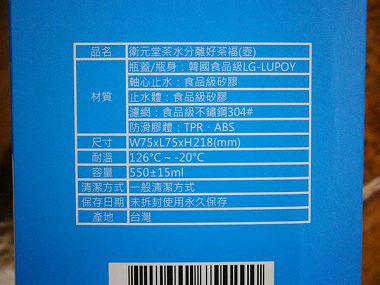 品名 衛元堂茶水分離好茶福(壺)
材質 瓶蓋/瓶身：韓國食品級LG-LUPOY
軸心止水：食品級矽膠
止水體：食品級矽膠
濾網：食品級不鏽鋼304#
防滑膠體：TPR、ABS
尺寸 W75xL75xH218(mm)
耐溫 126°C ~ -20°C
容量 550±15ml
清潔方式 一般清潔方式
保存日期 未拆封使用永久保存
產地 台灣